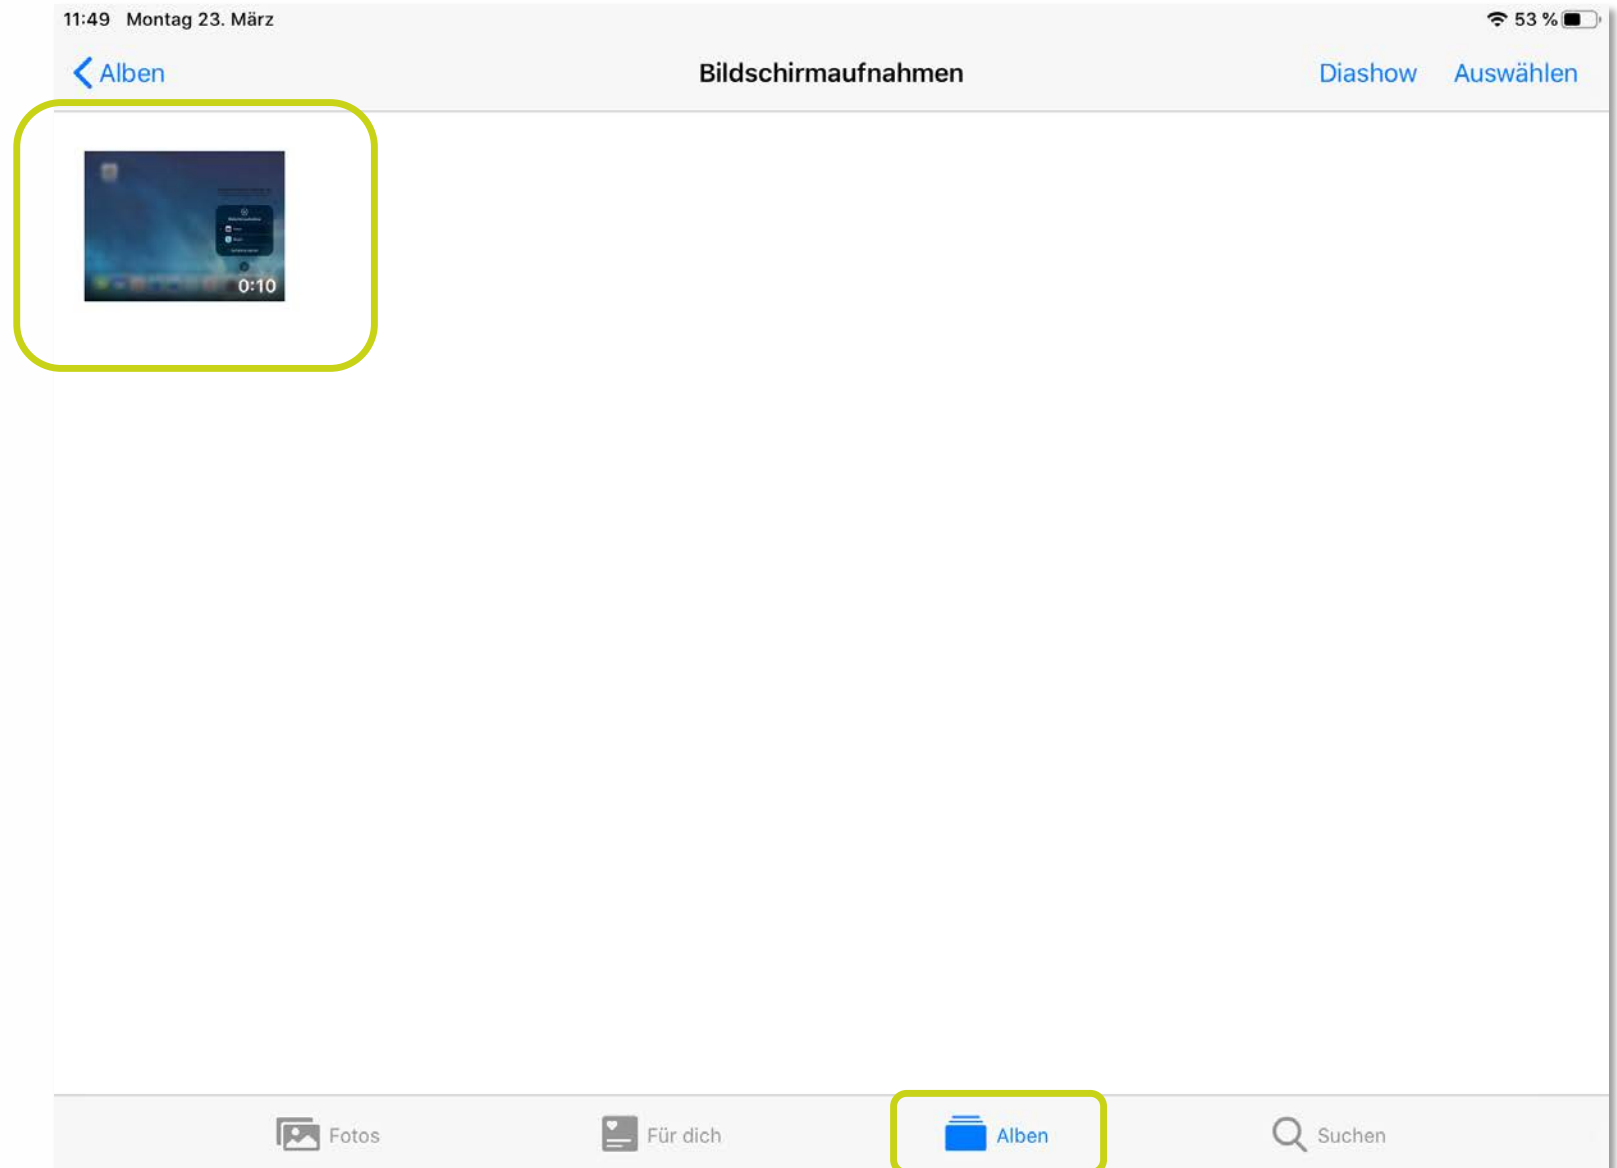 11:49 Montag 23. März
53 %
Alben
Bildschirmaufnahmen
Diashow Auswählen
0:10
Fotos
Für dich
Alben
Suchen